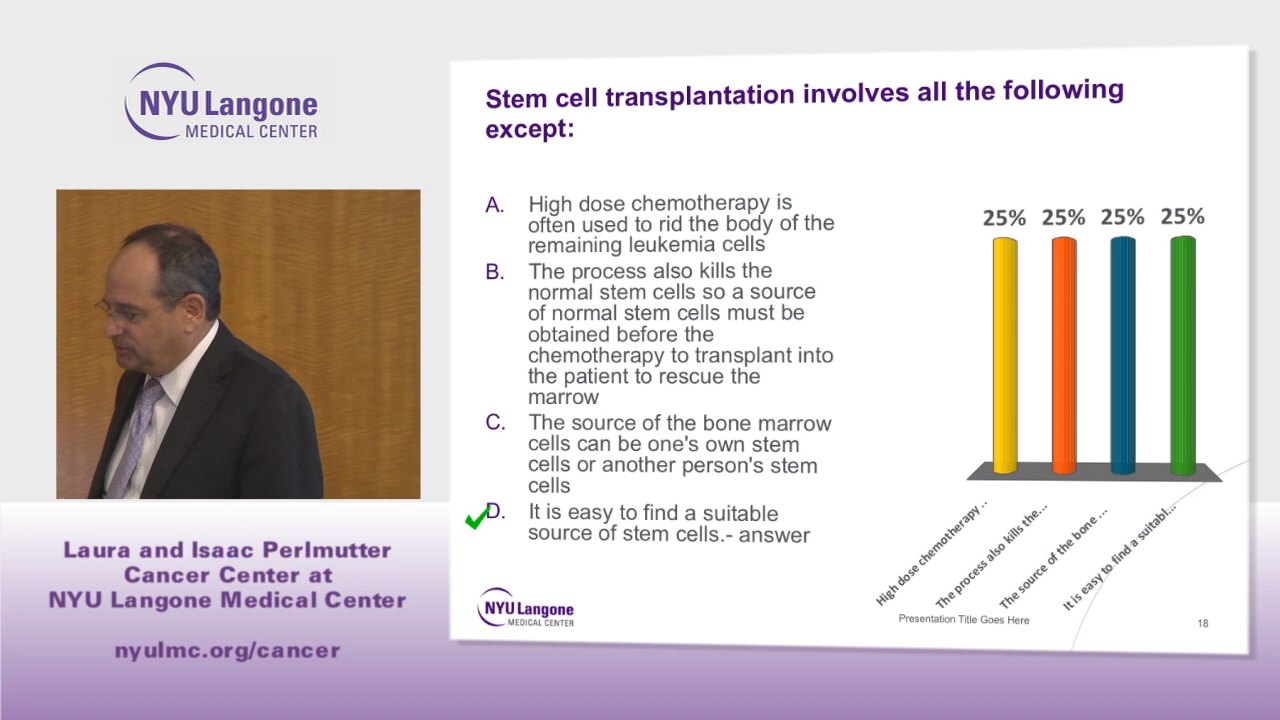 NYU Langone
MEDICAL CENTER
Laura and Isaac Perlmutter
Cancer Center at
NYU Langone Medical Center
nyulmc.org/cancer
Stem cell transplantation involves all the following
except:
A. High dose chemotherapy is
often used to rid the body of the
remaining leukemia cells
B. The process also kills the
normal stem cells so a source
of normal stem cells must be
obtained before the
chemotherapy to transplant into
the patient to rescue the
marrow
C. The source of the bone marrow
cells can be one's own stem
cells or another person's stem
cells
D. It is easy to find a suitable
source of stem cells.- answer
25% 25% 25% 25%
High dose chemotherapy..
The process also kills the...
The source of the bone ...
It is easy to find a suitabl...
NYU Langone
MEDICAL CENTER
Presentation Title Goes Here
18